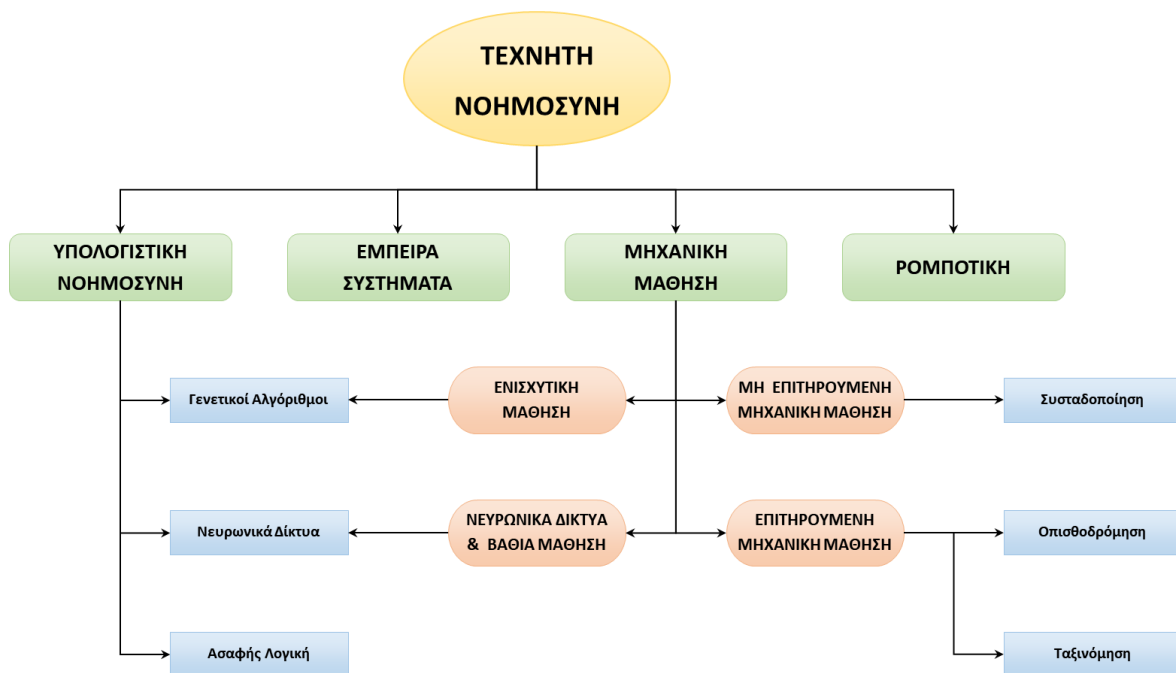 ΤΕΧΝΗΤΗ
ΝΟΗΜΟΣΥΝΗ
ΥΠΟΛΟΓΙΣΤΙΚΗ
ΝΟΗΜΟΣΥΝΗ
ΕΜΠΕΙΡΑ
ΣΥΣΤΗΜΑΤΑ
ΜΗΧΑΝΙΚΗ
ΜΑΘΗΣΗ
ΡΟΜΠΟΤΙΚΗ
Γενετικοί Αλγόριθμοι
ΕΝΙΣΧΥΤΙΚΗ
ΜΑΘΗΣΗ
ΜΗ ΕΠΙΤΗΡΟΥΜΕΝΗ
ΜΗΧΑΝΙΚΗ ΜΑΘΗΣΗ
Συσταδοποίηση
Νευρωνικά Δίκτυα
ΝΕΥΡΩΝΙΚΑ ΔΙΚΤΥΑ
& ΒΑΘΙΑ ΜΑΘΗΣΗ
ΕΠΙΤΗΡΟΥΜΕΝΗ
ΜΗΧΑΝΙΚΗ ΜΑΘΗΣΗ
Οπισθοδρόμηση
Ασαφής Λογική
Ταξινόμηση